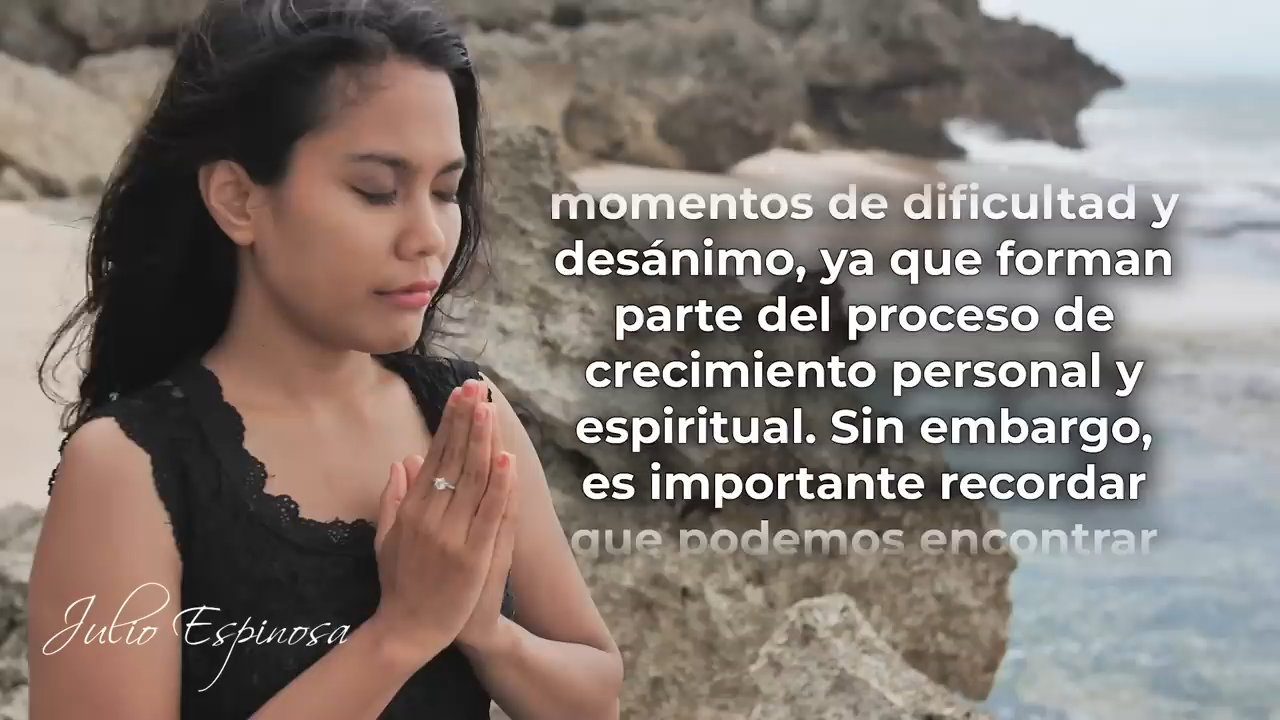 momentos de dificultad y
desánimo, ya que forman
parte del proceso de
crecimiento personal y
espiritual. Sin embargo,
es importante recordar
que podemos encontrar
Julio Espinosa